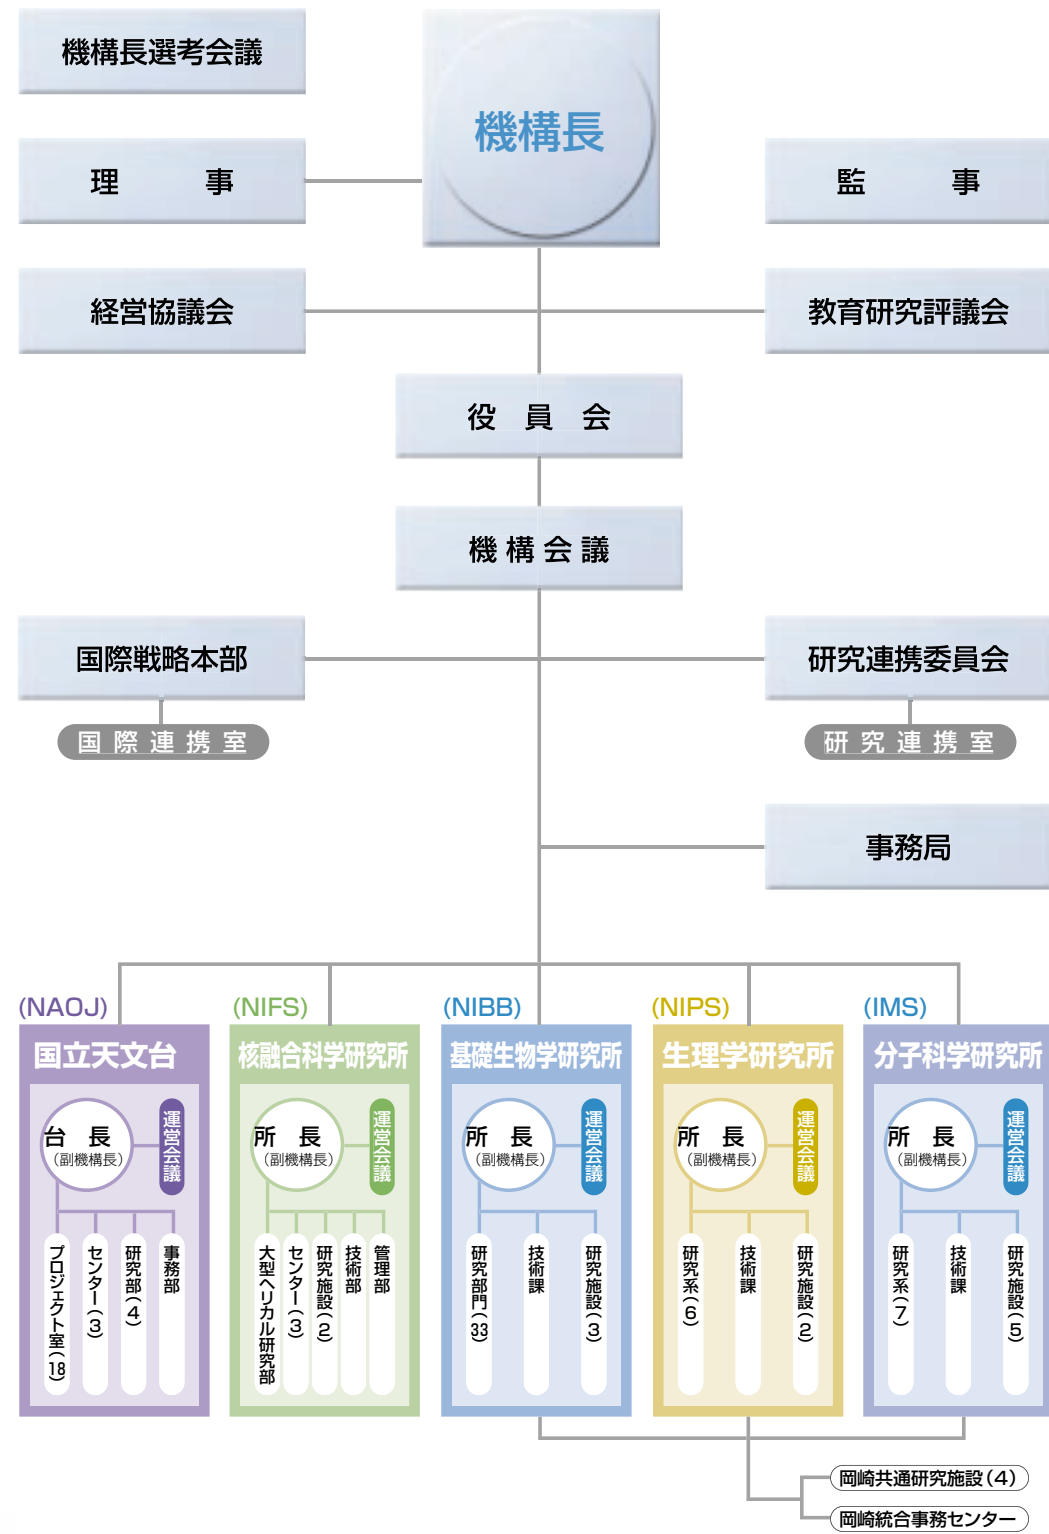 機構長選考会議
機構長
理　事
監　事
経営協議会
教育研究評議会
役員会
機構会議
国際戦略本部
研究連携委員会
国際連携室
研究連携室
事務局
(NAOJ)
国立天文台
台長
(副機構長)
運営会議
プロジェクト室(18)
センター(3)
研究部(4)
事務部
(NIFS)
核融合科学研究所
所長
(副機構長)
運営会議
大型ヘリカル研究部
センター(3)
研究施設(2)
技術部
管理部
(NIBB)
基礎生物学研究所
所長
(副機構長)
運営会議
研究部門(33)
技術課
研究施設(3)
(NIPS)
生理学研究所
所長
(副機構長)
運営会議
研究系(6)
技術課
研究施設(2)
(IMS)
分子科学研究所
所長
(副機構長)
運営会議
研究系(7)
技術課
研究施設(5)
岡崎共通研究施設(4)
岡崎統合事務センター